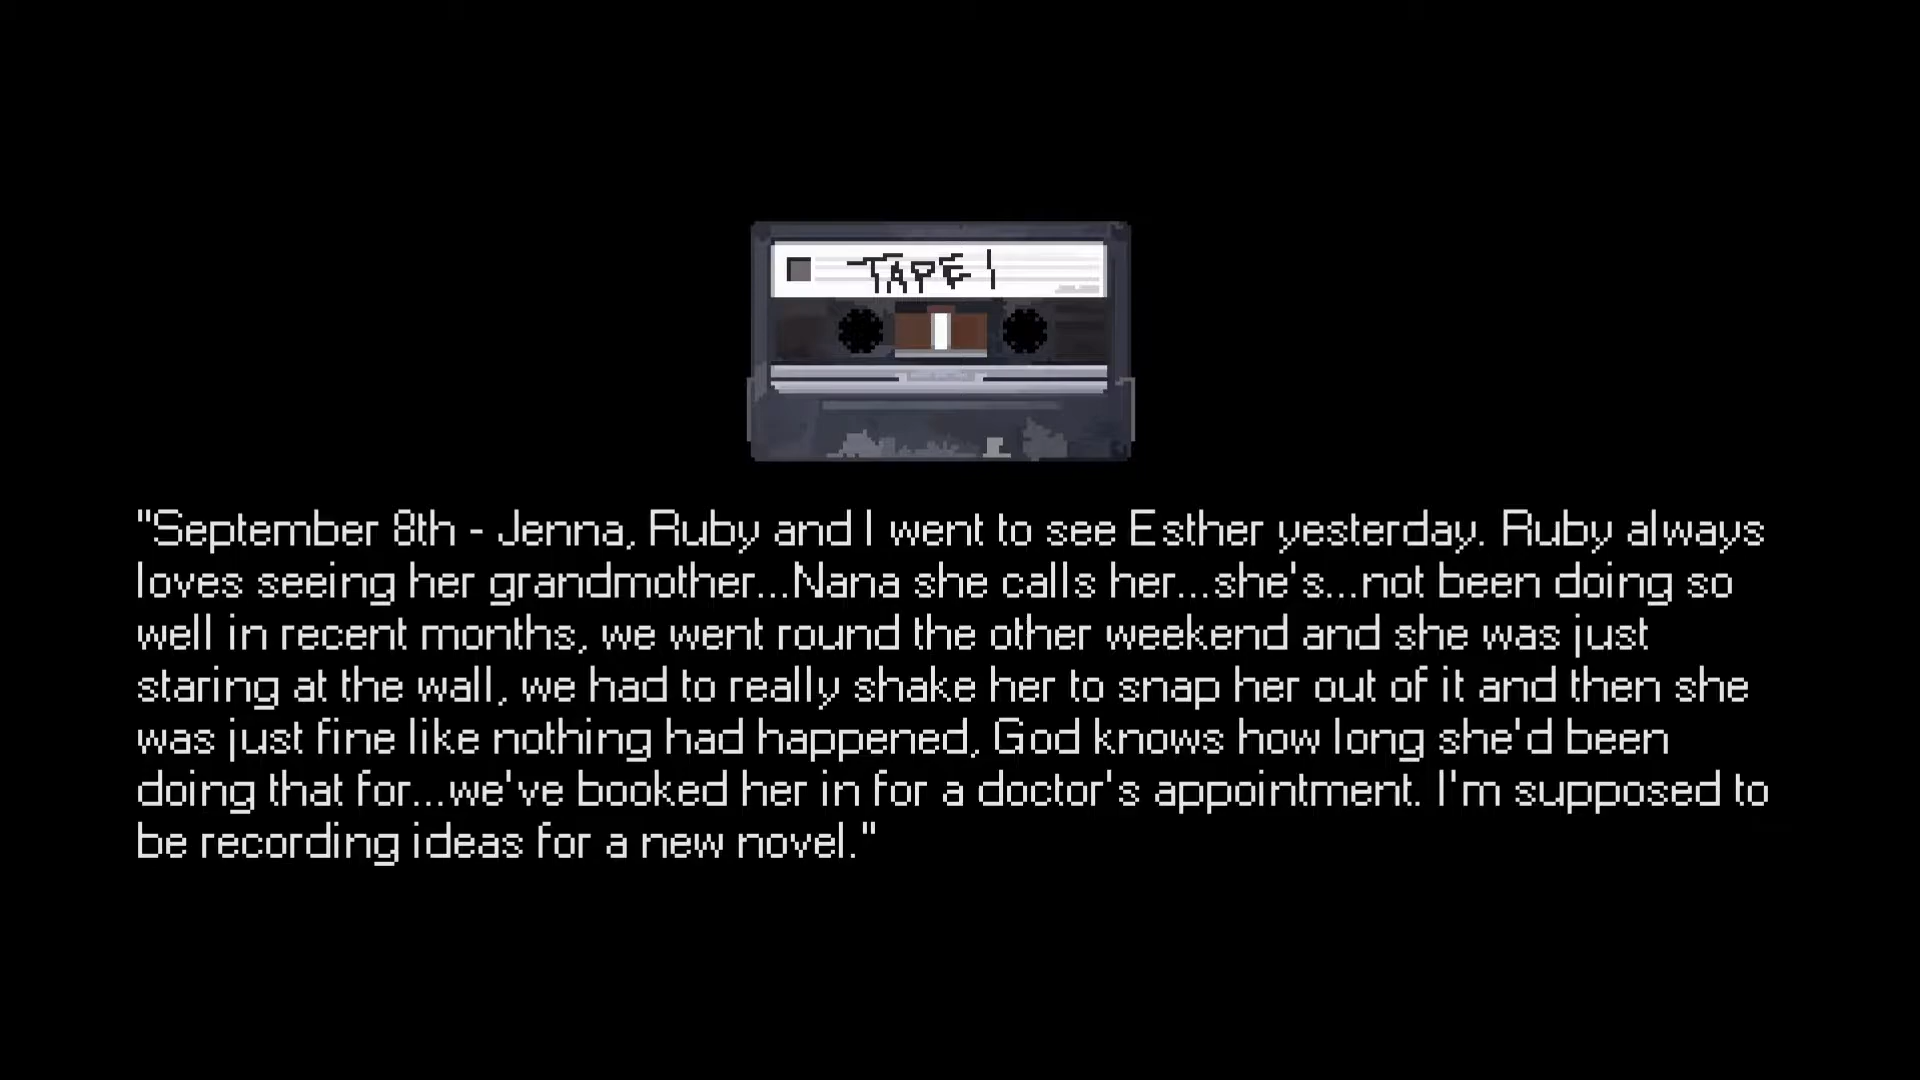 TAPE 1
"September 8th - Jenna, Ruby and I went to see Esther yesterday. Ruby always
loves seeing her grandmother...Nana she calls her...she's...not been doing so
well in recent months, we went round the other weekend and she was just
staring at the wall, we had to really shake her to snap her out of it and then she
was just fine like nothing had happened, God knows how long she'd been
doing that for...we've booked her in for a doctor's appointment. I'm supposed to
be recording ideas for a new novel."